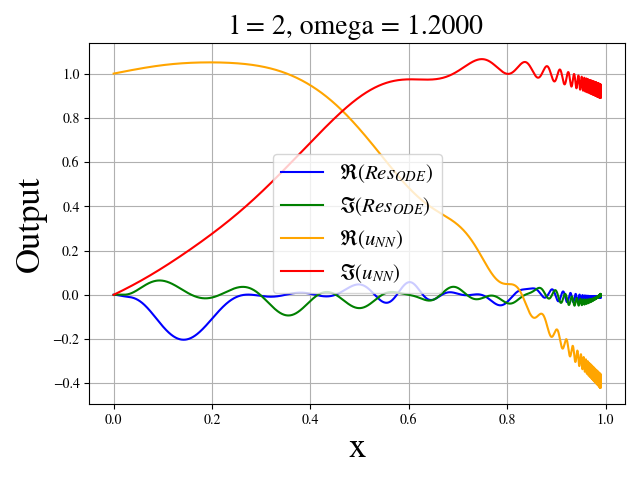 l = 2, omega = 1.2000
Output
1.0
0.8
0.6
0.4
0.2
0.0
−0.2
−0.4
ℜ(Res_ODE)
ℑ(Res_ODE)
ℜ(u_NN)
ℑ(u_NN)
0.0 0.2 0.4 0.6 0.8 1.0
x